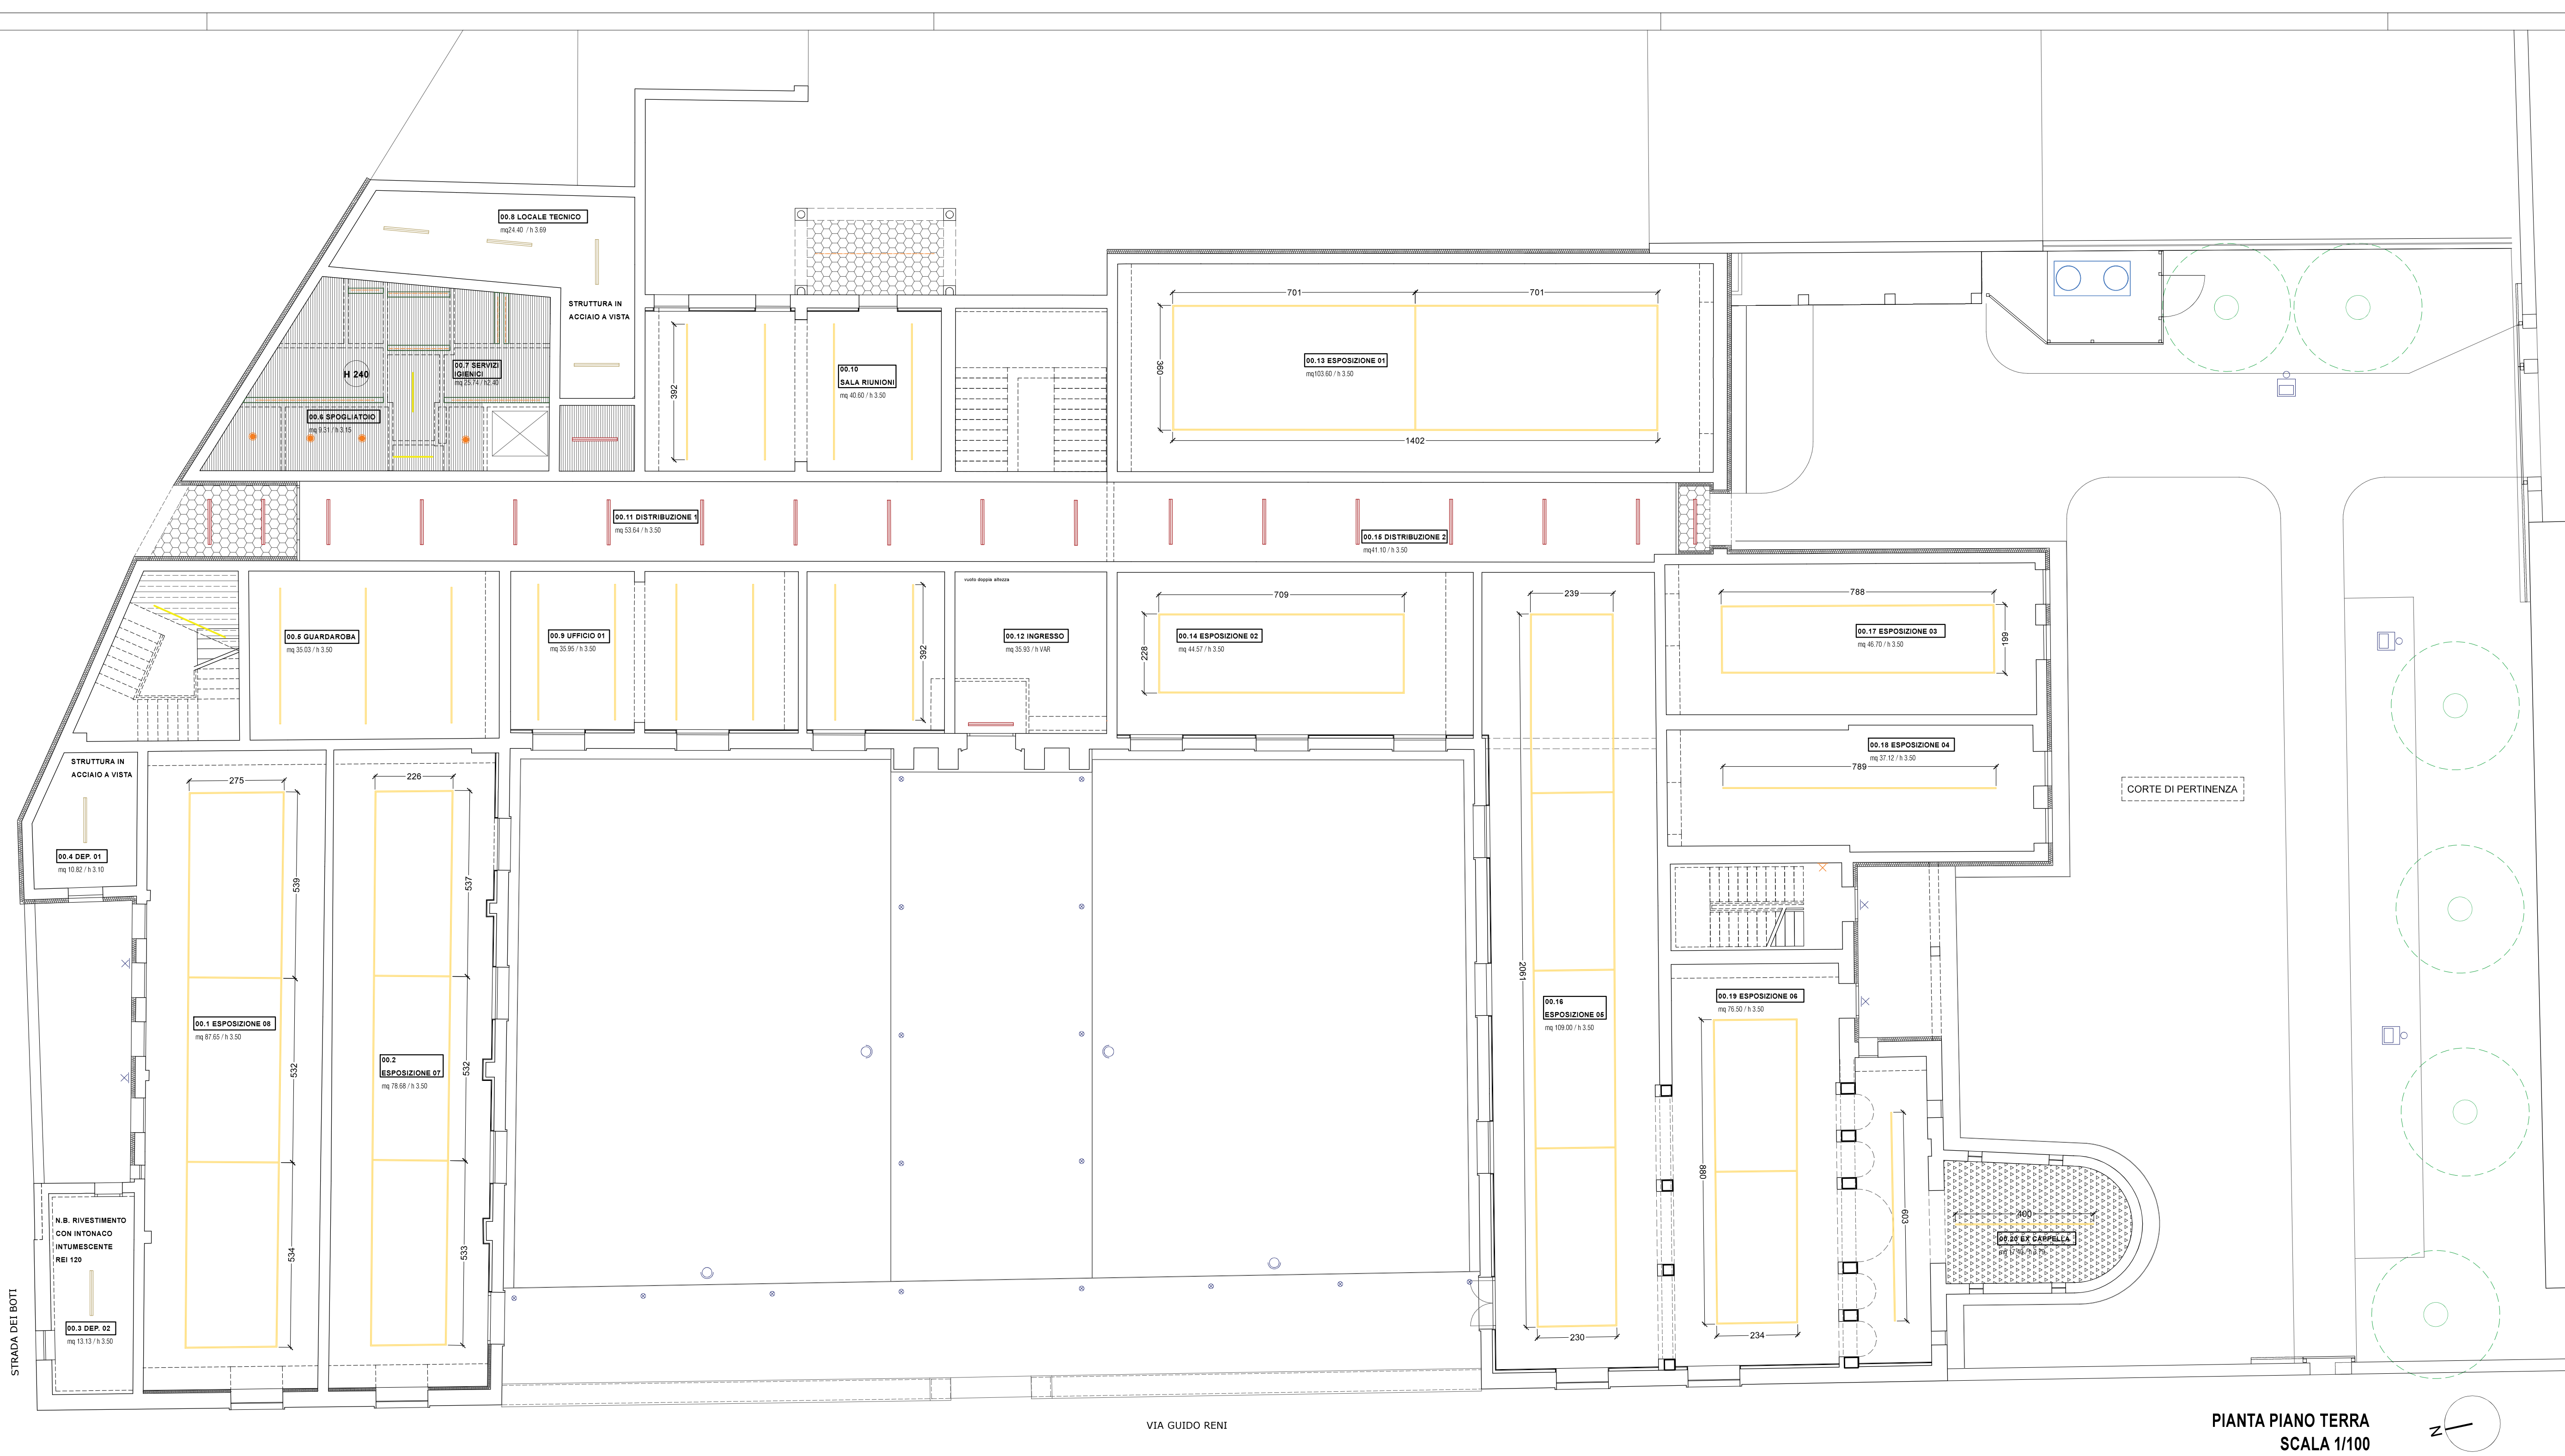 00.8 LOCALE TECNICO
mq24.40 / h 3.69
STRUTTURA IN
ACCIAIO A VISTA
H 240
00.7 SERVIZI
IGIENICI
mq 25.74 / h2.40
00.6 SPOGLIATOIO
mq 9.31 / h 3.15
392
00.10
SALA RIUNIONI
mq 40.60 / h 3.50
701
701
360
00.13 ESPOSIZIONE 01
mq103.60 / h 3.50
1402
00.11 DISTRIBUZIONE 1
mq 53.64 / h 3.50
00.15 DISTRIBUZIONE 2
mq41.10 / h 3.50
00.5 GUARDAROBA
mq 35.03 / h 3.50
00.9 UFFICIO 01
mq 35.95 / h 3.50
392
vuoto doppia altezza
00.12 INGRESSO
mq 35.93 / h VAR
709
228
00.14 ESPOSIZIONE 02
mq 44.57 / h 3.50
239
788
00.17 ESPOSIZIONE 03
mq 46.70 / h 3.50
199
00.18 ESPOSIZIONE 04
mq 37.12 / h 3.50
789
CORTE DI PERTINENZA
STRUTTURA IN
ACCIAIO A VISTA
00.4 DEP. 01
mq 10.82 / h 3.10
275
226
539
537
00.1 ESPOSIZIONE 08
mq 87.65 / h 3.50
532
00.2
ESPOSIZIONE 07
mq 78.68 / h 3.50
532
534
533
2061
00.16
ESPOSIZIONE 05
mq 109.00 / h 3.50
230
00.19 ESPOSIZIONE 06
mq 76.50 / h 3.50
880
234
603
400
00.20 EX CAPPELLA
N.B. RIVESTIMENTO
CON INTONACO
INTUMESCENTE
REI 120
00.3 DEP. 02
mq 13.13 / h 3.50
STRADA DEI BOTI
VIA GUIDO RENI
PIANTA PIANO TERRA
SCALA 1/100
N